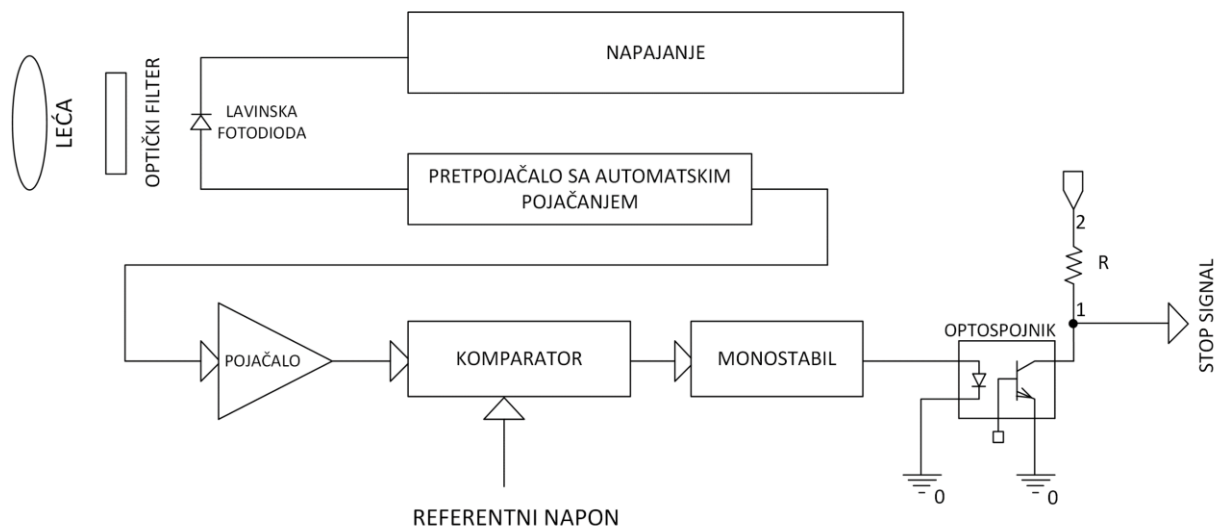 NAPAJANJE
LEĆA
OPTIČKI FILTER
LAVINSKA
FOTODIODA
PRETPOJAČALO SA AUTOMATSKIM
POJAČANJEM
2
R
1
STOP SIGNAL
OPTOSPOJNIK
POJAČALO
KOMPARATOR
MONOSTABIL
0
0
REFERENTNI NAPON